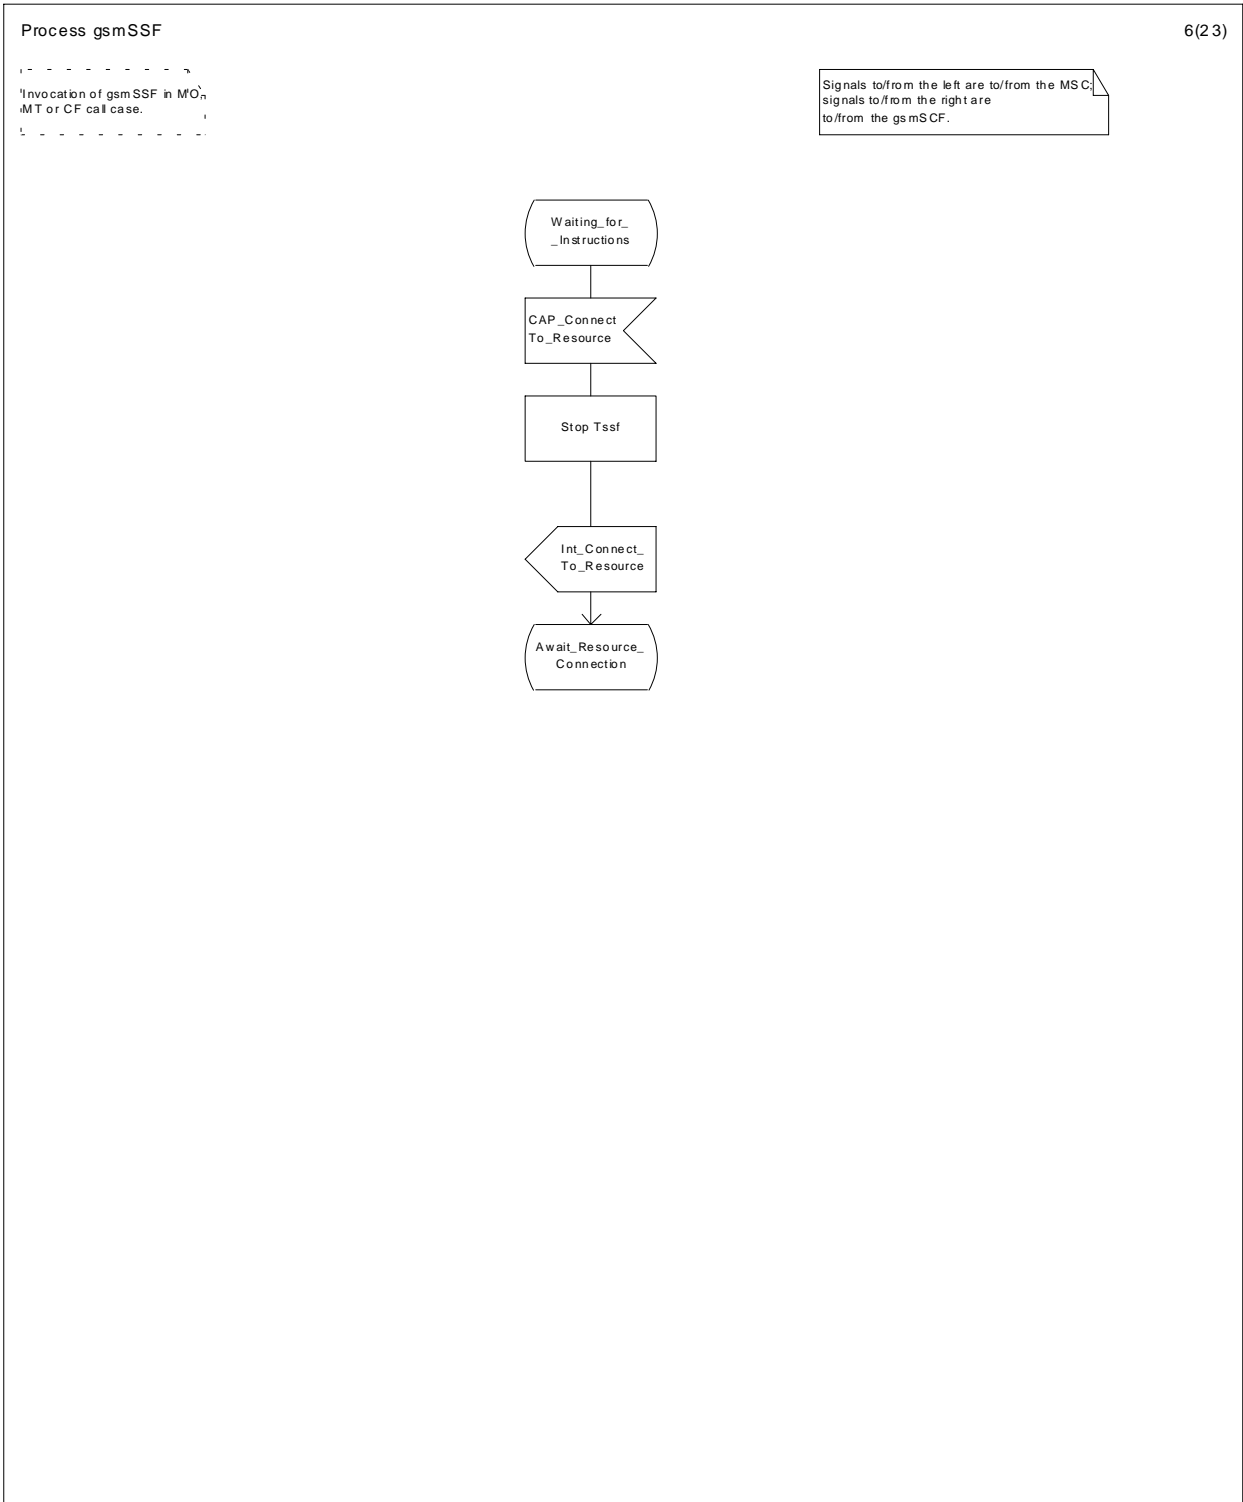 Process gsmSSF
6(23)
Invocation of gsmSSF in MO,
MT or CF call case.
Signals to/from the left are to/from the MSC;
signals to/from the right are
to/from the gsmSCF.
Waiting_for_
_Instructions
CAP_Connect
To_Resource
Stop Tssf
Int_Connect_
To_Resource
Await_Resource_
Connection